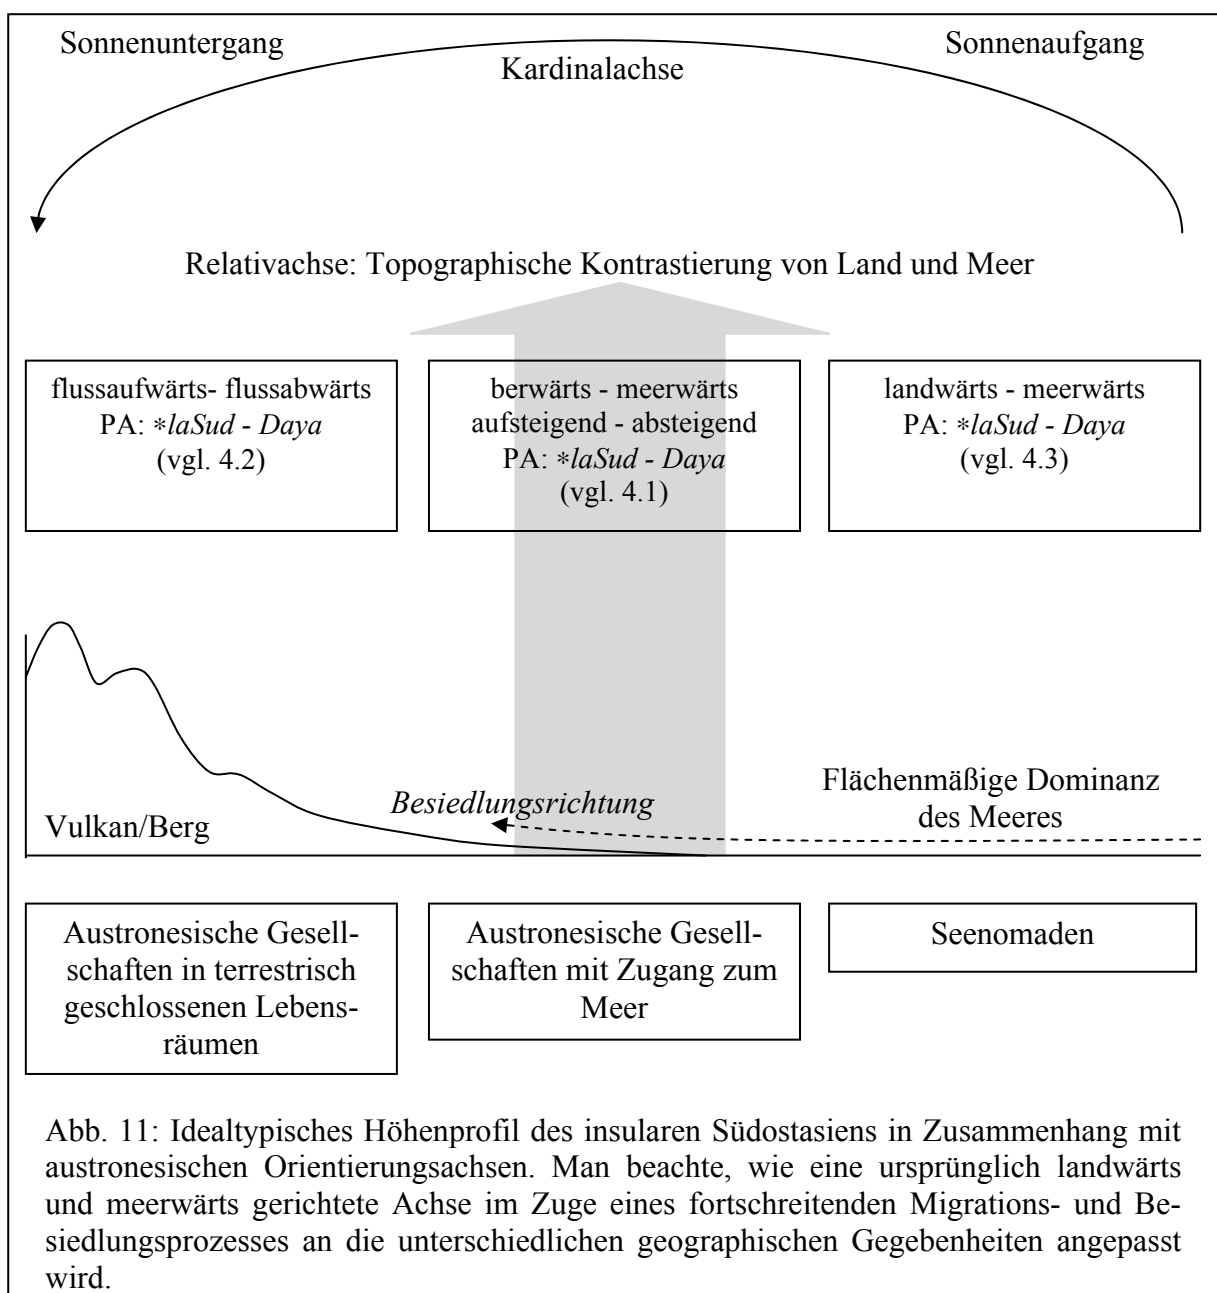 Sonnenuntergang
Sonnenaufgang
Kardinalachse
Relativachse: Topographische Kontrastierung von Land und Meer
flussaufwärts- flussabwärts
PA: *laSud - Daya
(vgl. 4.2)
berwärts - meerwärts
aufsteigend - absteigend
PA: *laSud - Daya
(vgl. 4.1)
landwärts - meerwärts
PA: *laSud - Daya
(vgl. 4.3)
Flächenmäßige Dominanz
des Meeres
Besiedlungsrichtung
Vulkan/Berg
Austronesische Gesell-
schaften in terrestrisch
geschlossenen Lebens-
räumen
Austronesische Gesell-
schaften mit Zugang zum
Meer
Seenomaden
Abb. 11: Idealtypisches Höhenprofil des insularen Südostasiens in Zusammenhang mit
austronesischen Orientierungsachsen. Man beachte, wie eine ursprünglich landwärts
und meerwärts gerichtete Achse im Zuge eines fortschreitenden Migrations- und Be-
siedlungsprozesses an die unterschiedlichen geographischen Gegebenheiten angepasst
wird.